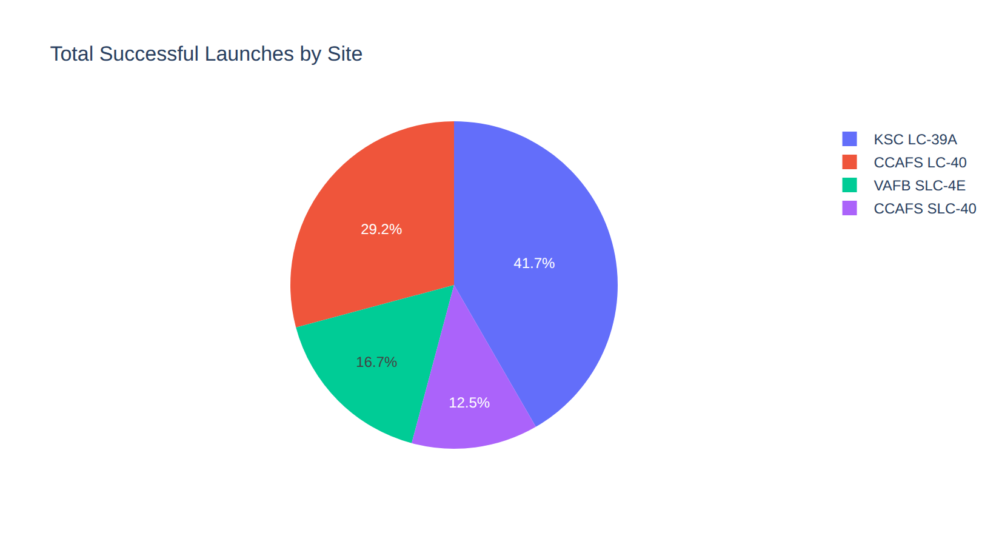 Total Successful Launches by Site
KSC LC-39A
CCAFS LC-40
VAFB SLC-4E
CCAFS SLC-40
29.2%
41.7%
16.7%
12.5%